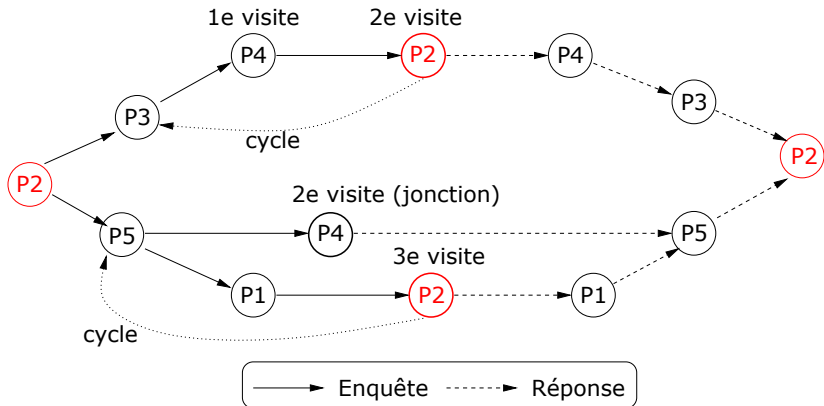 1e visite
2e visite
P4
P2
P4
P3
P3
cycle
P2
P2
2e visite (jonction)
P5
P4
P5
3e visite
P1
P2
P1
cycle
Enquête
Réponse